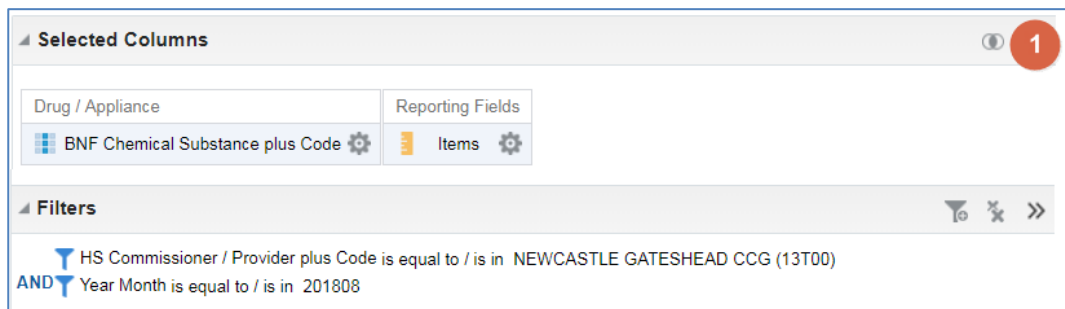 Selected Columns
1
Drug / Appliance
Reporting Fields
BNF Chemical Substance plus Code
Items
Filters
HS Commissioner / Provider plus Code is equal to / is in NEWCASTLE GATESHEAD CCG (13T00)
AND Year Month is equal to / is in 201808